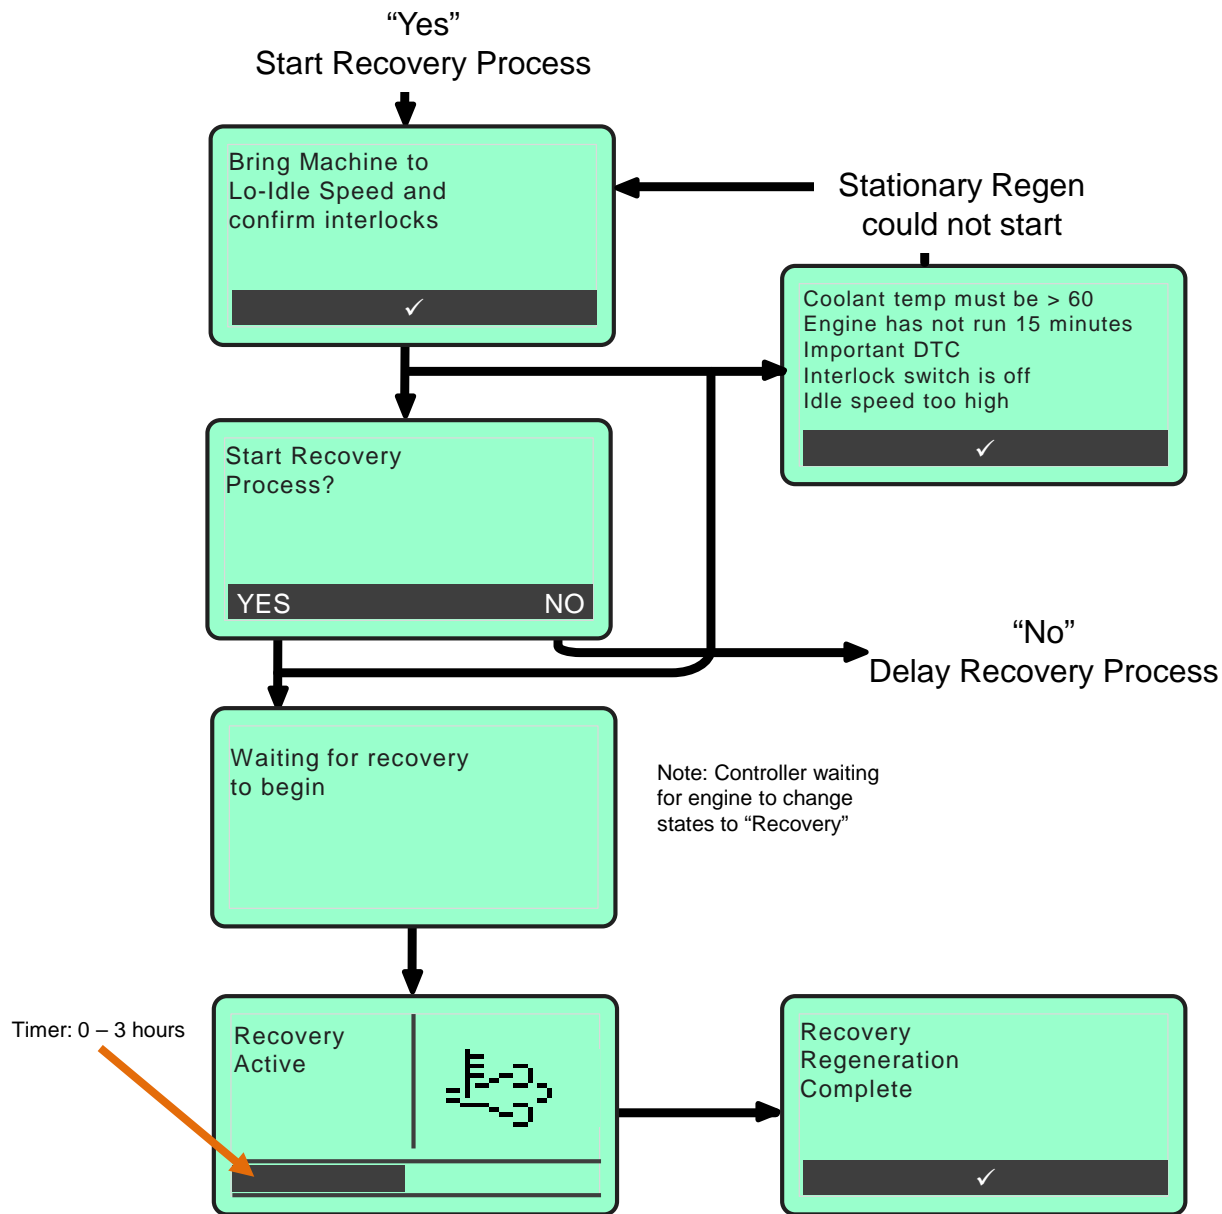 “Yes”
Start Recovery Process
Bring Machine to
Lo-Idle Speed and
confirm interlocks
✓
Stationary Regen
could not start
Coolant temp must be > 60
Engine has not run 15 minutes
Important DTC
Interlock switch is off
Idle speed too high
✓
Start Recovery
Process?
YES NO
“No”
Delay Recovery Process
Waiting for recovery
to begin
Note: Controller waiting
for engine to change
states to “Recovery”
Timer: 0 – 3 hours
Recovery
Active
Recovery
Regeneration
Complete
✓